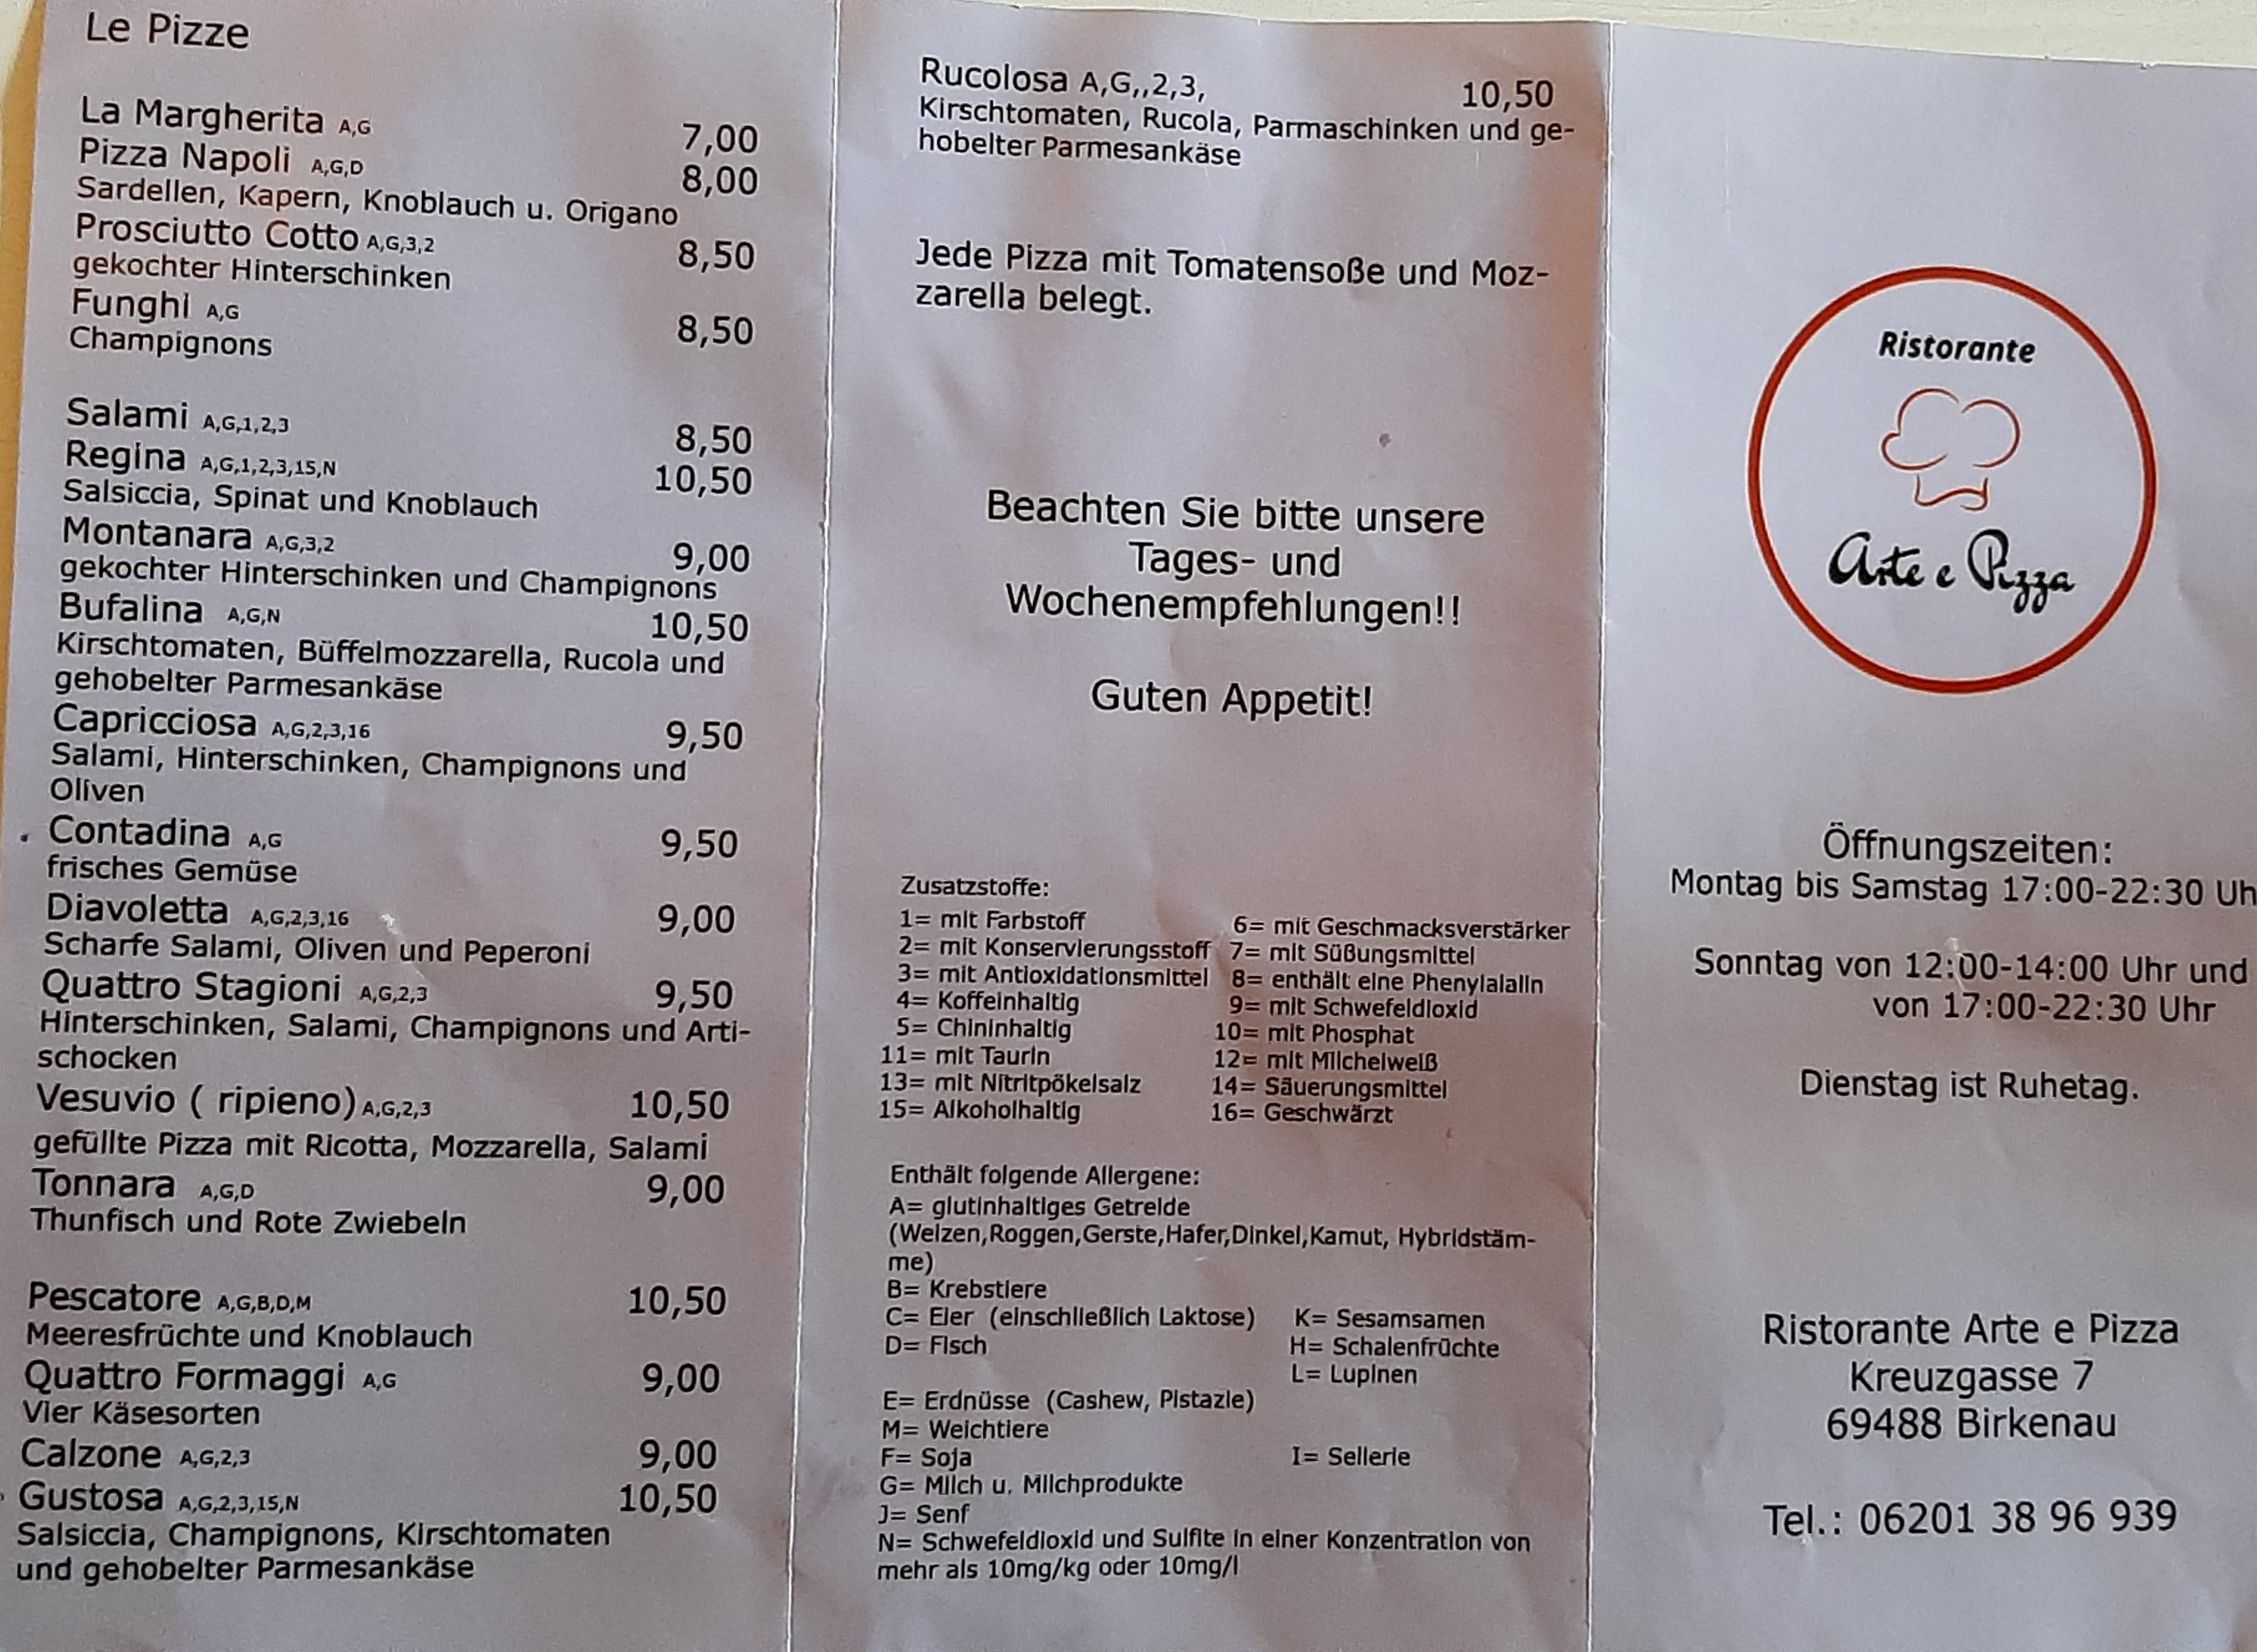 Le Pizze
La Margherita A,G 7,00
Pizza Napoli A,G,D 8,00
Sardellen, Kapern, Knoblauch u. Origano
Prosciutto Cotto A,G,3,2 8,50
gekochter Hinterschinken
Funghi A,G 8,50
Champignons
Salami A,G,1,2,3 8,50
Regina A,G,1,2,3,15,N 10,50
Salsiccia, Spinat und Knoblauch
Montanara A,G,3,2 9,00
gekochter Hinterschinken und Champignons
Bufalina A,G,N 10,50
Kirschtomaten, Büffelmozzarella, Rucola und
gehobelter Parmesankäse
Capricciosa A,G,2,3,16 9,50
Salami, Hinterschinken, Champignons und
Oliven
Contadina A,G 9,50
frisches Gemüse
Diavoletta A,G,2,3,16 9,00
Scharfe Salami, Oliven und Peperoni
Quattro Stagioni A,G,2,3 9,50
Hinterschinken, Salami, Champignons und Arti-
schocken
Vesuvio ( ripieno) A,G,2,3 10,50
gefüllte Pizza mit Ricotta, Mozzarella, Salami
Tonnara A,G,D 9,00
Thunfisch und Rote Zwiebeln
Pescatore A,G,B,D,M 10,50
Meeresfrüchte und Knoblauch
Quattro Formaggi A,G 9,00
Vier Käsesorten
Calzone A,G,2,3 9,00
Gustosa A,G,2,3,15,N 10,50
Salsiccia, Champignons, Kirschtomaten
und gehobelter Parmesankäse
Rucolosa A,G,,2,3, 10,50
Kirschtomaten, Rucola, Parmaschinken und ge-
hobelter Parmesankäse
Jede Pizza mit Tomatensoße und Moz-
zarella belegt.
Beachten Sie bitte unsere
Tages- und
Wochenempfehlungen!!
Guten Appetit!
Zusatzstoffe:
1= mit Farbstoff 6= mit Geschmacksverstärker
2= mit Konservierungsstoff 7= mit Süßungsmittel
3= mit Antioxidationsmittel 8= enthält eine Phenylalalin
4= Koffeinhaltig 9= mit Schwefeldioxid
5= Chininhaltig 10= mit Phosphat
11= mit Taurin 12= mit Milcheiweiß
13= mit Nitritpökelsalz 14= Säuerungsmittel
15= Alkoholhaltig 16= Geschwärzt
Enthält folgende Allergene:
A= glutinhaltiges Getreide
(Weizen,Roggen,Gerste,Hafer,Dinkel,Kamut, Hybridstäm-
me)
B= Krebstiere
C= Eier (einschließlich Laktose) K= Sesamsamen
D= Fisch H= Schalenfrüchte
L= Lupinen
E= Erdnüsse (Cashew, Pistazie)
M= Weichtiere
F= Soja I= Sellerie
G= Milch u. Milchprodukte
J= Senf
N= Schwefeldioxid und Sulfite in einer Konzentration von
mehr als 10mg/kg oder 10mg/l
Ristorante
Arte e Pizza
Öffnungszeiten:
Montag bis Samstag 17:00-22:30 Uh
Sonntag von 12:00-14:00 Uhr und
von 17:00-22:30 Uhr
Dienstag ist Ruhetag.
Ristorante Arte e Pizza
Kreuzgasse 7
69488 Birkenau
Tel.: 06201 38 96 939